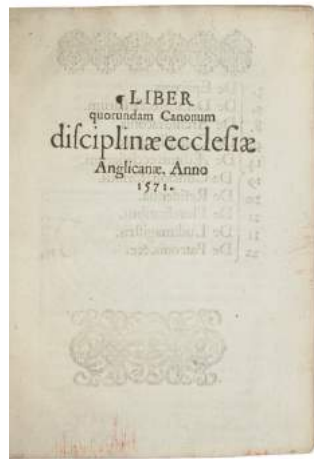 ¶ LIBER
quorundam Canonum
diſciplinæ eccleſiæ
Anglicanæ. Anno
1571.